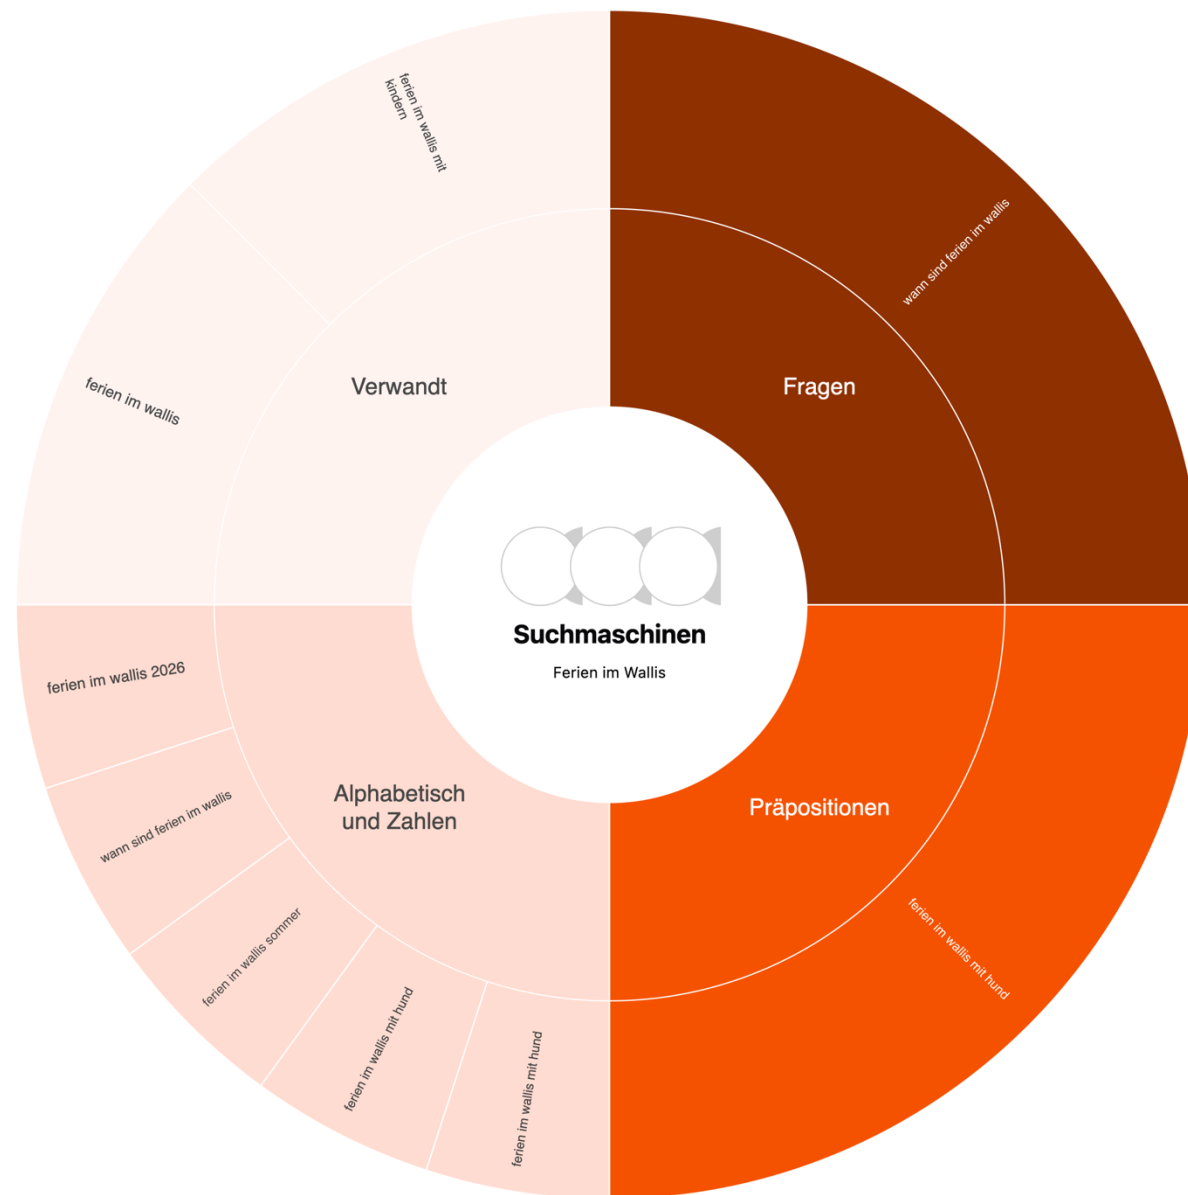 ferien im wallis mit
kindern
wann sind ferien im wallis
Verwandt
Fragen
ferien im wallis
Suchmaschinen
Ferien im Wallis
ferien im wallis 2026
Alphabetisch
und Zahlen
Präpositionen
wann sind ferien im wallis
ferien im wallis sommer
ferien im wallis mit hund
ferien im wallis mit hund
ferien im wallis mit hund